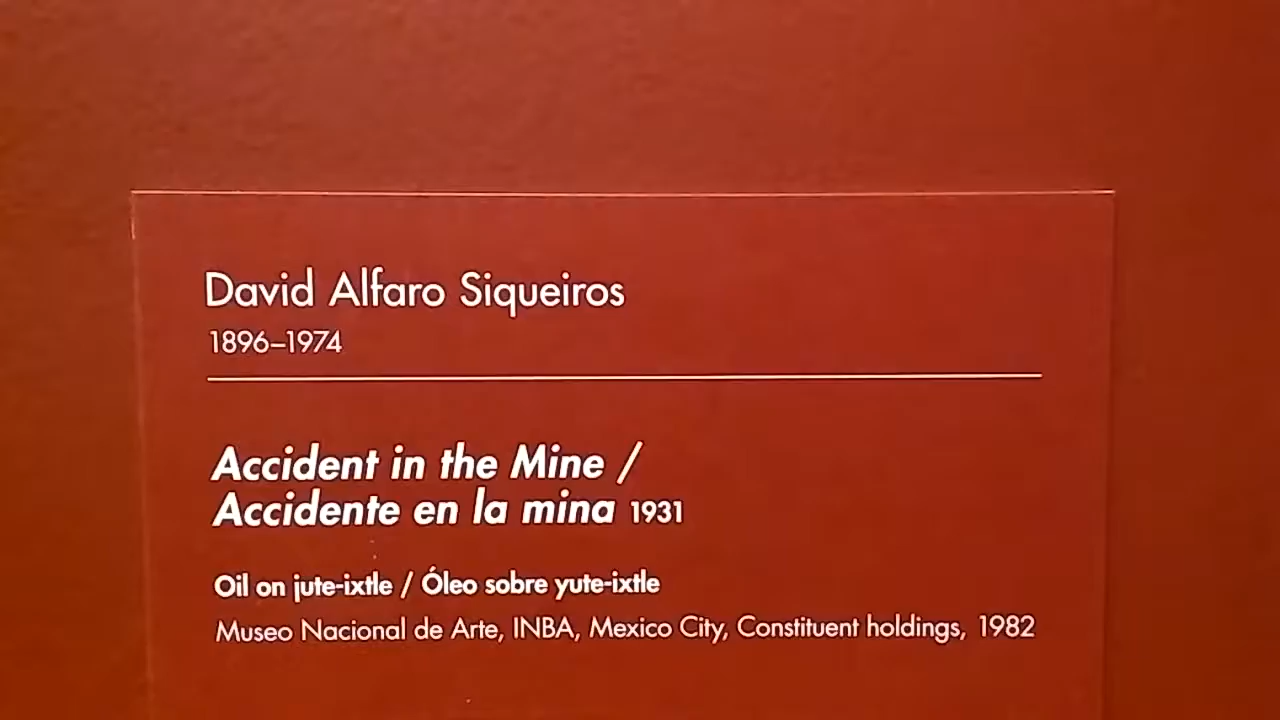 David Alfaro Siqueiros
1896–1974
Accident in the Mine /
Accidente en la mina 1931
Oil on jute-ixtle / Óleo sobre yute-ixtle
Museo Nacional de Arte, INBA, Mexico City, Constituent holdings, 1982